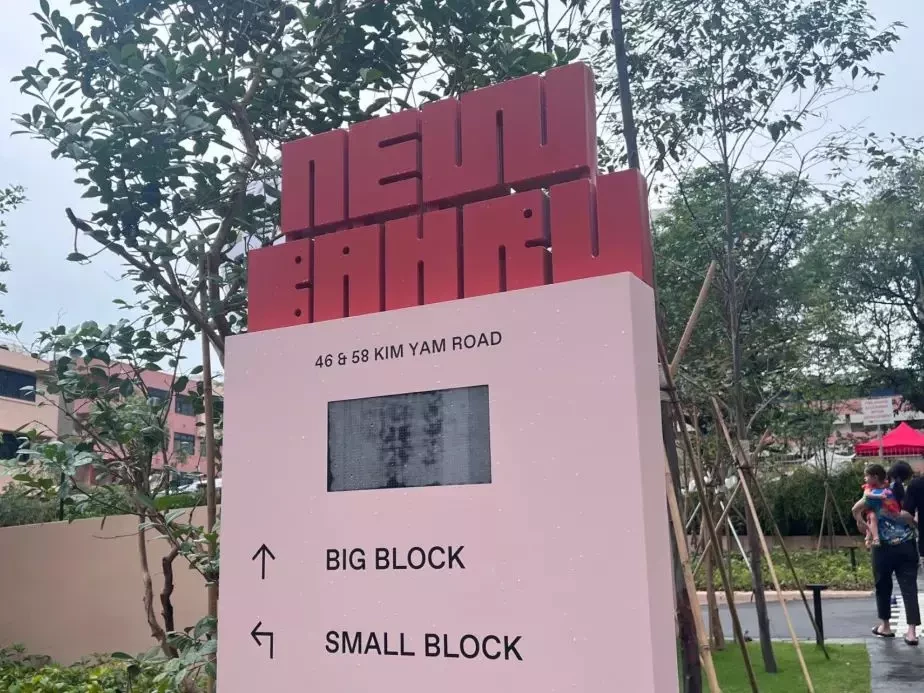 NEW
BAHRU
46 & 58 KIM YAM ROAD
↑ BIG BLOCK
↰ SMALL BLOCK